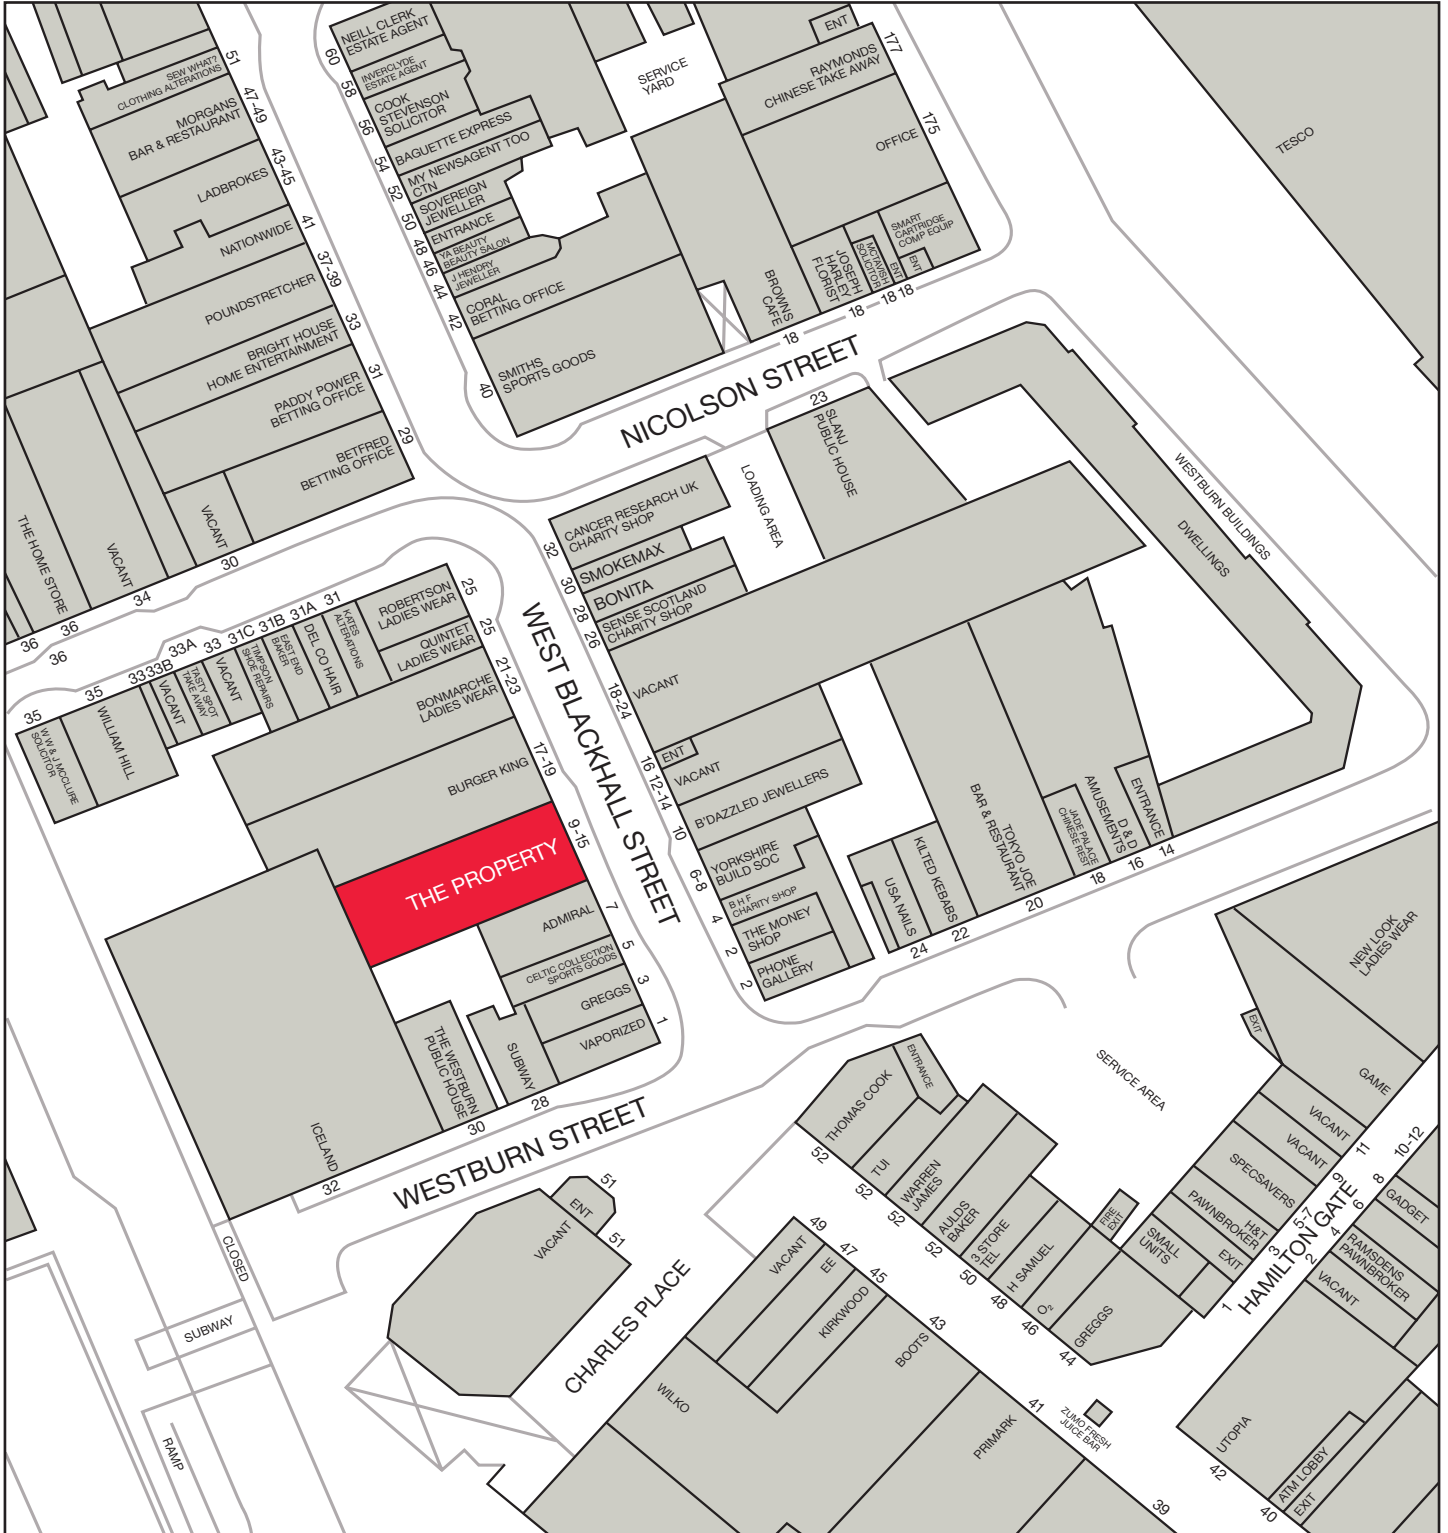 51
SEW WHAT?
CLOTHING ALTERATIONS
47-49
MORGANS
BAR & RESTAURANT
43-45
LADBROKES
41
NATIONWIDE
37-39
POUNDSTRETCHER
33
BRIGHT HOUSE
HOME ENTERTAINMENT
31
PADDY POWER
BETTING OFFICE
29
BETFRED
BETTING OFFICE
VACANT
30
VACANT
34
THE HOME STORE
36
36
36
60
NEILL CLERK
ESTATE AGENT
58
INVERCLYDE
ESTATE AGENT
COOK
STEVENSON
SOLICITOR
56
BAGUETTE EXPRESS
54
MY NEWSAGENT TOO
CTN
52
SOVEREIGN
JEWELLER
50
ENTRANCE
48
YA BEAUTY
BEAUTY SALON
46
J HENDRY
JEWELLER
44
CORAL
BETTING OFFICE
42
SMITHS
SPORTS GOODS
40
SERVICE
YARD
ENT
177
RAYMONDS
CHINESE TAKE AWAY
175
OFFICE
SMART
CARTRIDGE
COMP EQUIP
ENT
ENT
MCTAVISH
SOLICITOR
JOSEPH
HARLEY
FLORIST
BROWNS
CAFE
18
18
18
18
TESCO
NICOLSON STREET
23
SLANJ
PUBLIC HOUSE
LOADING AREA
WESTBURN BUILDINGS
DWELLINGS
CANCER RESEARCH UK
CHARITY SHOP
32
SMOKEMAX
30
BONITA
28
SENSE SCOTLAND
CHARITY SHOP
26
VACANT
18-24
ENT
16
VACANT
12-14
B'DAZZLED JEWELLERS
10
YORKSHIRE
BUILD SOC
6-8
B H F
CHARITY SHOP
4
THE MONEY
SHOP
2
PHONE
GALLERY
2
WEST BLACKHALL STREET
35
W W & J MCCLURE
SOLICITOR
35
WILLIAM HILL
33
33B
VACANT
33A
TASTY SPOT
TAKE AWAY
33
VACANT
31C
TIMPSON
SHOE REPAIRS
31B
EAST END
BAKER
31A
DEL CO HAIR
31
KATES
ALTERATIONS
ROBERTSON
LADIES WEAR
25
QUINTET
LADIES WEAR
25
BONMARCHE
LADIES WEAR
21-23
BURGER KING
17-19
THE PROPERTY
9-15
ADMIRAL
7
CELTIC COLLECTION
SPORTS GOODS
5
GREGGS
3
VAPORIZED
1
SUBWAY
28
THE WESTBURN
PUBLIC HOUSE
30
ICELAND
32
WESTBURN STREET
USA NAILS
24
KILTED KEBABS
22
TOKYO JOE
BAR & RESTAURANT
20
JADE PALACE
CHINESE REST
18
D & D
AMUSEMENTS
16
ENTRANCE
14
CLOSED
SUBWAY
RAMP
51
ENT
VACANT
51
CHARLES PLACE
ENTRANCE
THOMAS COOK
52
TUI
52
WARREN
JAMES
52
AULDS
BAKER
52
3 STORE
TEL
50
H SAMUEL
48
O2
46
GREGGS
44
FIRE
EXIT
SMALL
UNITS
EXIT
H&T
PAWNBROKER
SPECSAVERS
VACANT
VACANT
GAME
EXIT
NEW LOOK
LADIES WEAR
SERVICE AREA
HAMILTON GATE
1
3
5-7
9
11
10-12
8
6
4
2
GADGET
RAMSDENS
PAWNBROKER
VACANT
49
VACANT
47
EE
45
KIRKWOOD
43
BOOTS
41
PRIMARK
39
WILKO
ZUMO FRESH
JUICE BAR
UTOPIA
42
ATM LOBBY
EXIT
40